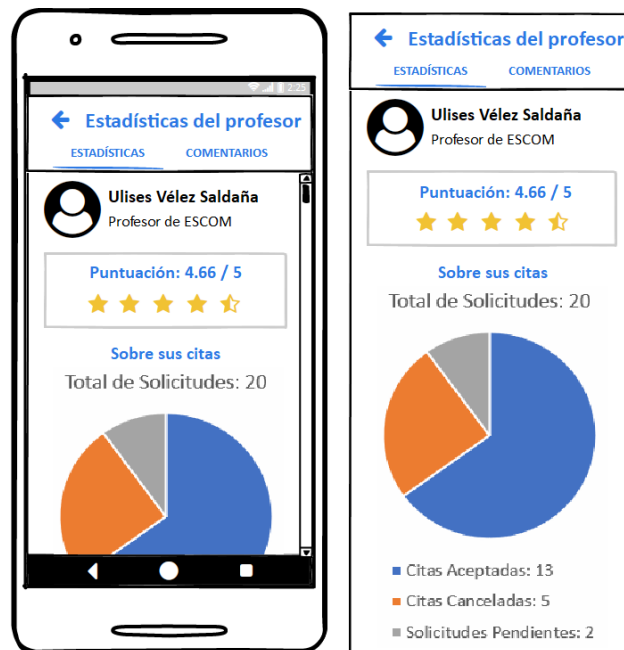 2:25
Estadísticas del profesor
ESTADÍSTICAS COMENTARIOS
Ulises Vélez Saldaña
Profesor de ESCOM
Puntuación: 4.66 / 5
Sobre sus citas
Total de Solicitudes: 20
Estadísticas del profesor
ESTADÍSTICAS COMENTARIOS
Ulises Vélez Saldaña
Profesor de ESCOM
Puntuación: 4.66 / 5
Sobre sus citas
Total de Solicitudes: 20
Citas Aceptadas: 13
Citas Canceladas: 5
Solicitudes Pendientes: 2